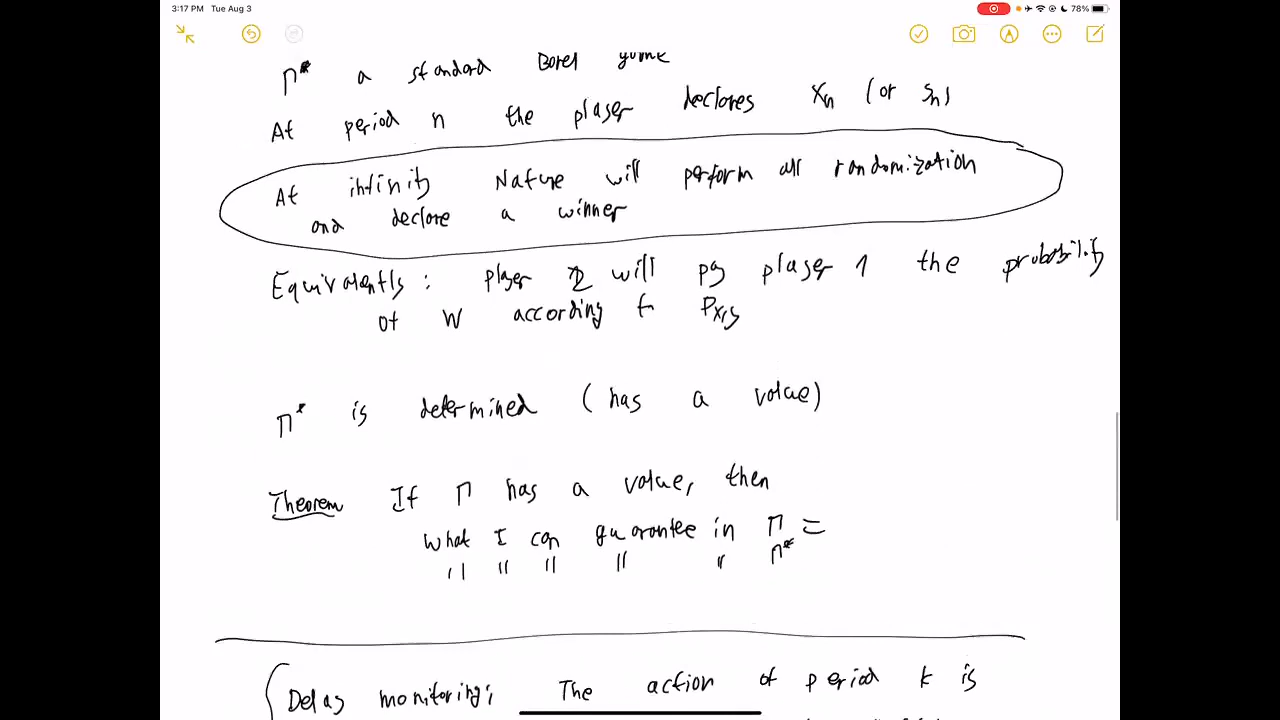 3:17 PM Tue Aug 3
78%
Γ* a standard Borel game
At period n the player declares xₙ (or sₙ)
At infinity Nature will perform all randomization
and declare a winner
Equivalently: player 2 will pay player 1 the probability
of W according to P_{x,y}
Γ* is determined (has a value)
Theorem If Γ has a value, then
What I can guarantee in Γ =
" " " " " Γ*
Delay monitoring: The action of period k is